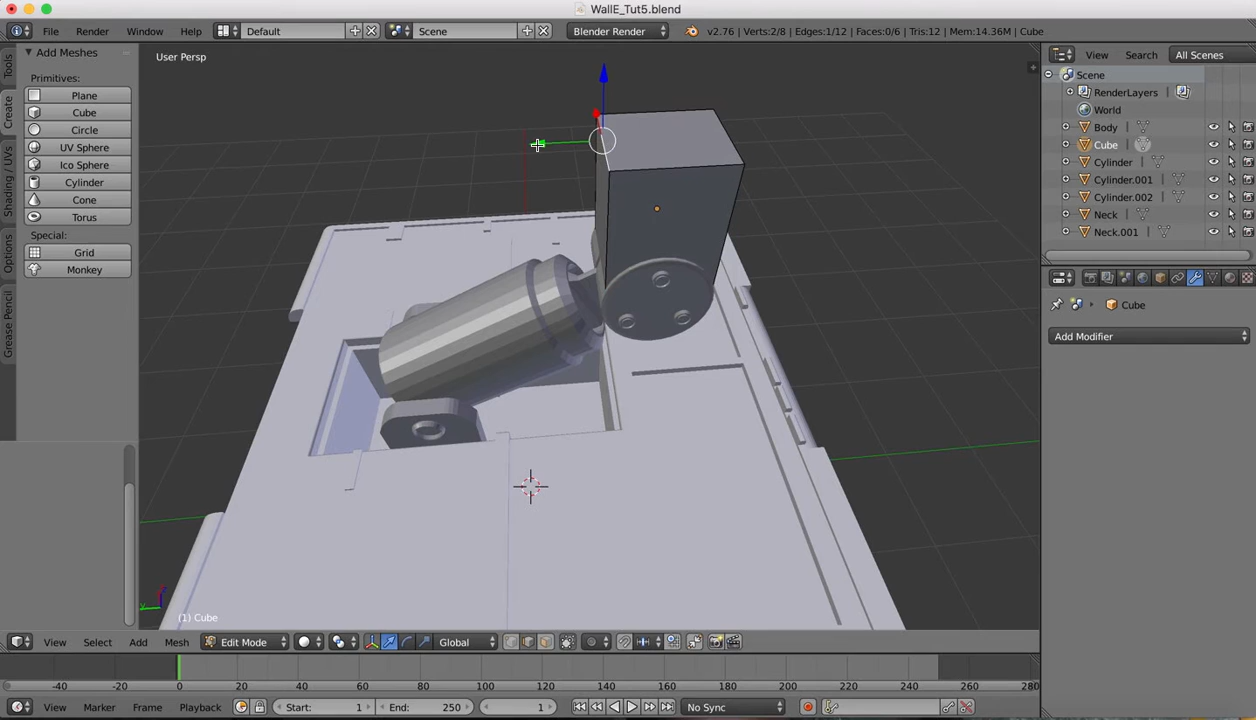 WallE_Tut5.blend
File Render Window Help Default Scene Blender Render v2.76 | Verts:2/8 | Edges:1/12 | Faces:0/6 | Tris:12 | Mem:14.36M | Cube
Tools
Create
Shading / UVs
Options
Grease Pencil
Add Meshes
Primitives:
Plane
Cube
Circle
UV Sphere
Ico Sphere
Cylinder
Cone
Torus
Special:
Grid
Monkey
User Persp
(1) Cube
View Search All Scenes
Scene
RenderLayers
World
Body
Cube
Cylinder
Cylinder.001
Cylinder.002
Neck
Neck.001
Cube
Add Modifier
View Select Add Mesh Edit Mode Global
-40 -20 0 20 40 60 80 100 120 140 160 180 200 220 240 260 280
View Marker Frame Playback Start: 1 End: 250 1 No Sync